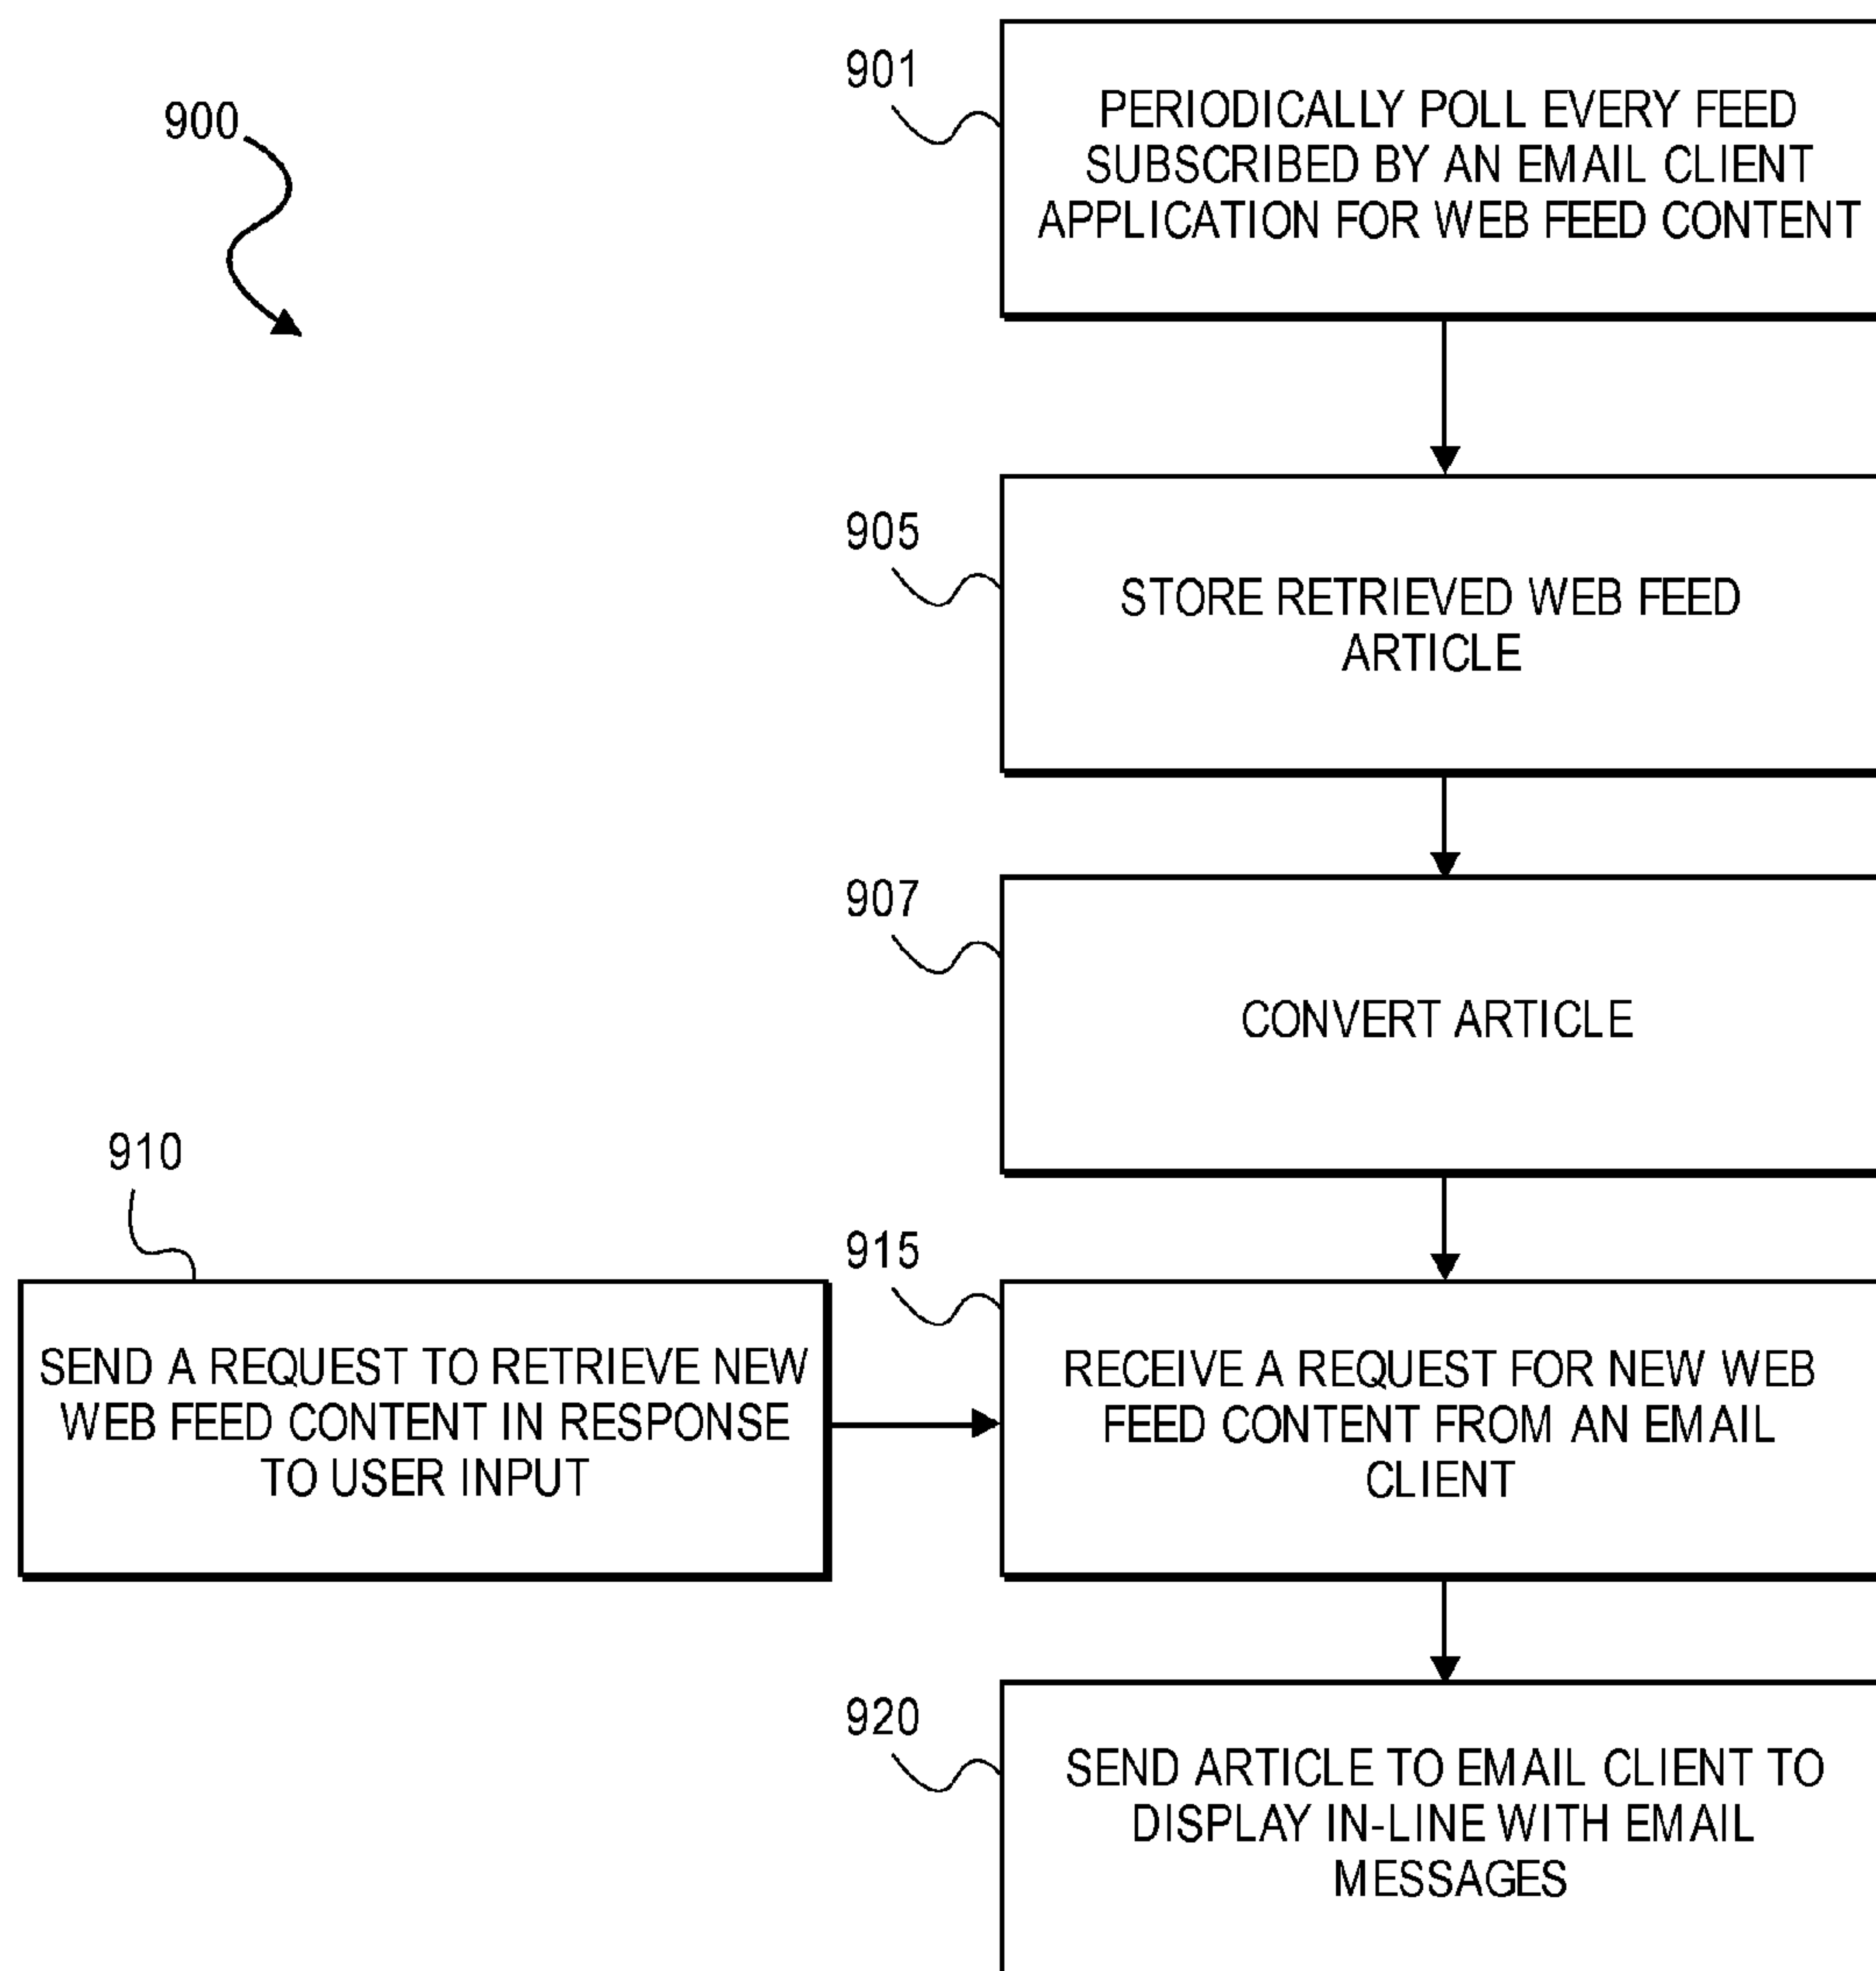 900
901
PERIODICALLY POLL EVERY FEED
SUBSCRIBED BY AN EMAIL CLIENT
APPLICATION FOR WEB FEED CONTENT
905
STORE RETRIEVED WEB FEED
ARTICLE
907
CONVERT ARTICLE
910
SEND A REQUEST TO RETRIEVE NEW
WEB FEED CONTENT IN RESPONSE
TO USER INPUT
915
RECEIVE A REQUEST FOR NEW WEB
FEED CONTENT FROM AN EMAIL
CLIENT
920
SEND ARTICLE TO EMAIL CLIENT TO
DISPLAY IN-LINE WITH EMAIL
MESSAGES